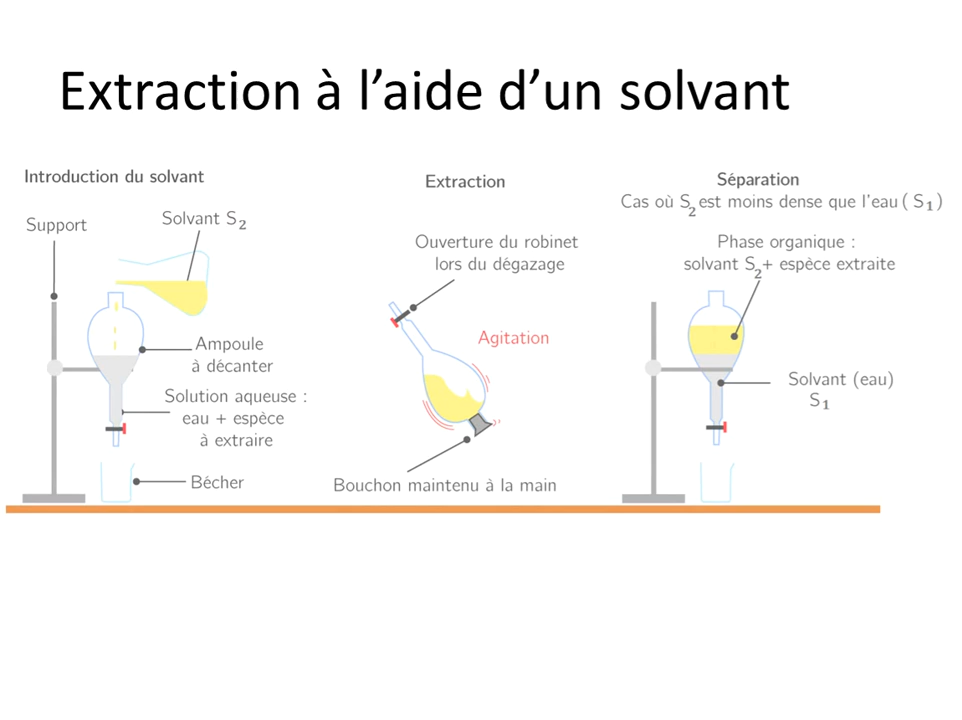 Extraction à l’aide d’un solvant
Introduction du solvant
Support
Solvant S2
Ampoule
à décanter
Solution aqueuse :
eau + espèce
à extraire
Bécher
Extraction
Ouverture du robinet
lors du dégazage
Agitation
Bouchon maintenu à la main
Séparation
Cas où S2 est moins dense que l'eau ( S1 )
Phase organique :
solvant S2 + espèce extraite
Solvant (eau)
S1